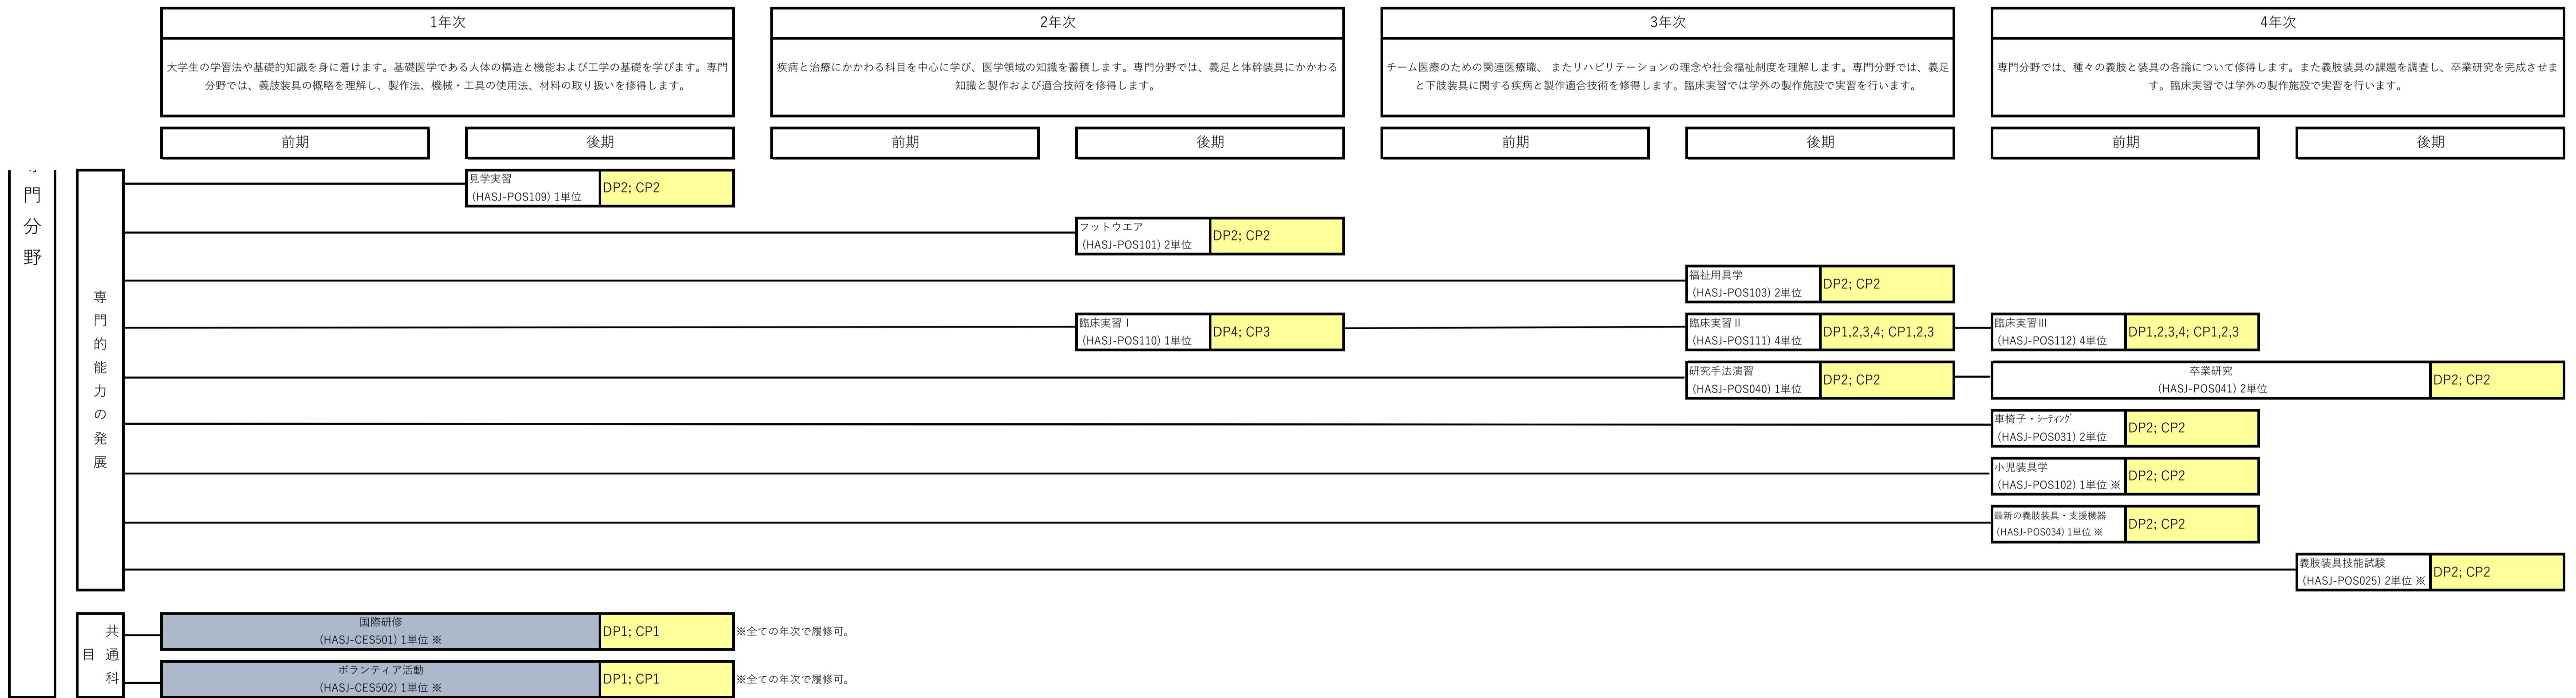 1年次
2年次
3年次
4年次
大学生の学習法や基礎的知識を身に着けます。基礎医学である人体の構造と機能および工学の基礎を学びます。専門
分野では、義肢装具の概略を理解し、製作法、機械・工具の使用法、材料の取り扱いを修得します。
疾病と治療にかかわる科目を中心に学び、医学領域の知識を蓄積します。専門分野では、義足と体幹装具にかかわる
知識と製作および適合技術を修得します。
チーム医療のための関連医療職、 またリハビリテーションの理念や社会福祉制度を理解します。専門分野では、義足
と下肢装具に関する疾病と製作適合技術を修得します。臨床実習では学外の製作施設で実習を行います。
専門分野では、種々の義肢と装具の各論について修得します。また義肢装具の課題を調査し、卒業研究を完成させま
す。臨床実習では学外の製作施設で実習を行います。
前期
後期
前期
後期
前期
後期
前期
後期
門分野
専門的能力の発展
見学実習
(HASJ-POS109) 1単位
DP2; CP2
フットウエア
(HASJ-POS101) 2単位
DP2; CP2
福祉用具学
(HASJ-POS103) 2単位
DP2; CP2
臨床実習Ⅰ
(HASJ-POS110) 1単位
DP4; CP3
臨床実習Ⅱ
(HASJ-POS111) 4単位
DP1,2,3,4; CP1,2,3
臨床実習Ⅲ
(HASJ-POS112) 4単位
DP1,2,3,4; CP1,2,3
研究手法演習
(HASJ-POS040) 1単位
DP2; CP2
卒業研究
(HASJ-POS041) 2単位
DP2; CP2
車椅子・ｼｰﾃｨﾝｸﾞ
(HASJ-POS031) 2単位
DP2; CP2
小児装具学
(HASJ-POS102) 1単位 ※
DP2; CP2
最新の義肢装具・支援機器
(HASJ-POS034) 1単位 ※
DP2; CP2
義肢装具技能試験
(HASJ-POS025) 2単位 ※
DP2; CP2
共通科
目
国際研修
(HASJ-CES501) 1単位 ※
DP1; CP1
※全ての年次で履修可。
ボランティア活動
(HASJ-CES502) 1単位 ※
DP1; CP1
※全ての年次で履修可。